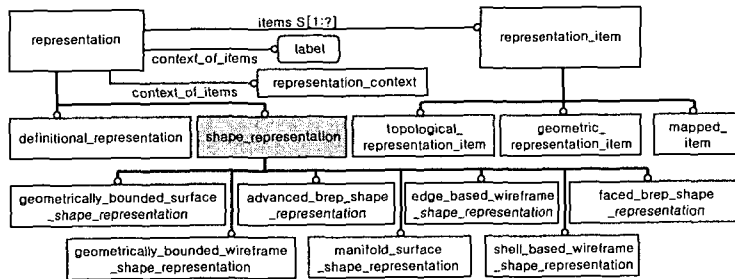 items S[1:?]
representation
representation_item
label
context_of_items
representation_context
context_of_items
definitional_representation
shape_representation
topological_
representation_item
geometric_
representation_item
mapped_
item
geometrically_bounded_surface
_shape_representation
advanced_brep_shape
_representation
edge_based_wireframe
_shape_representation
faced_brep_shape
_representation
geometrically_bounded_wireframe
_shape_representation
manifold_surface
_shape_representation
shell_based_wireframe
_shape_representation